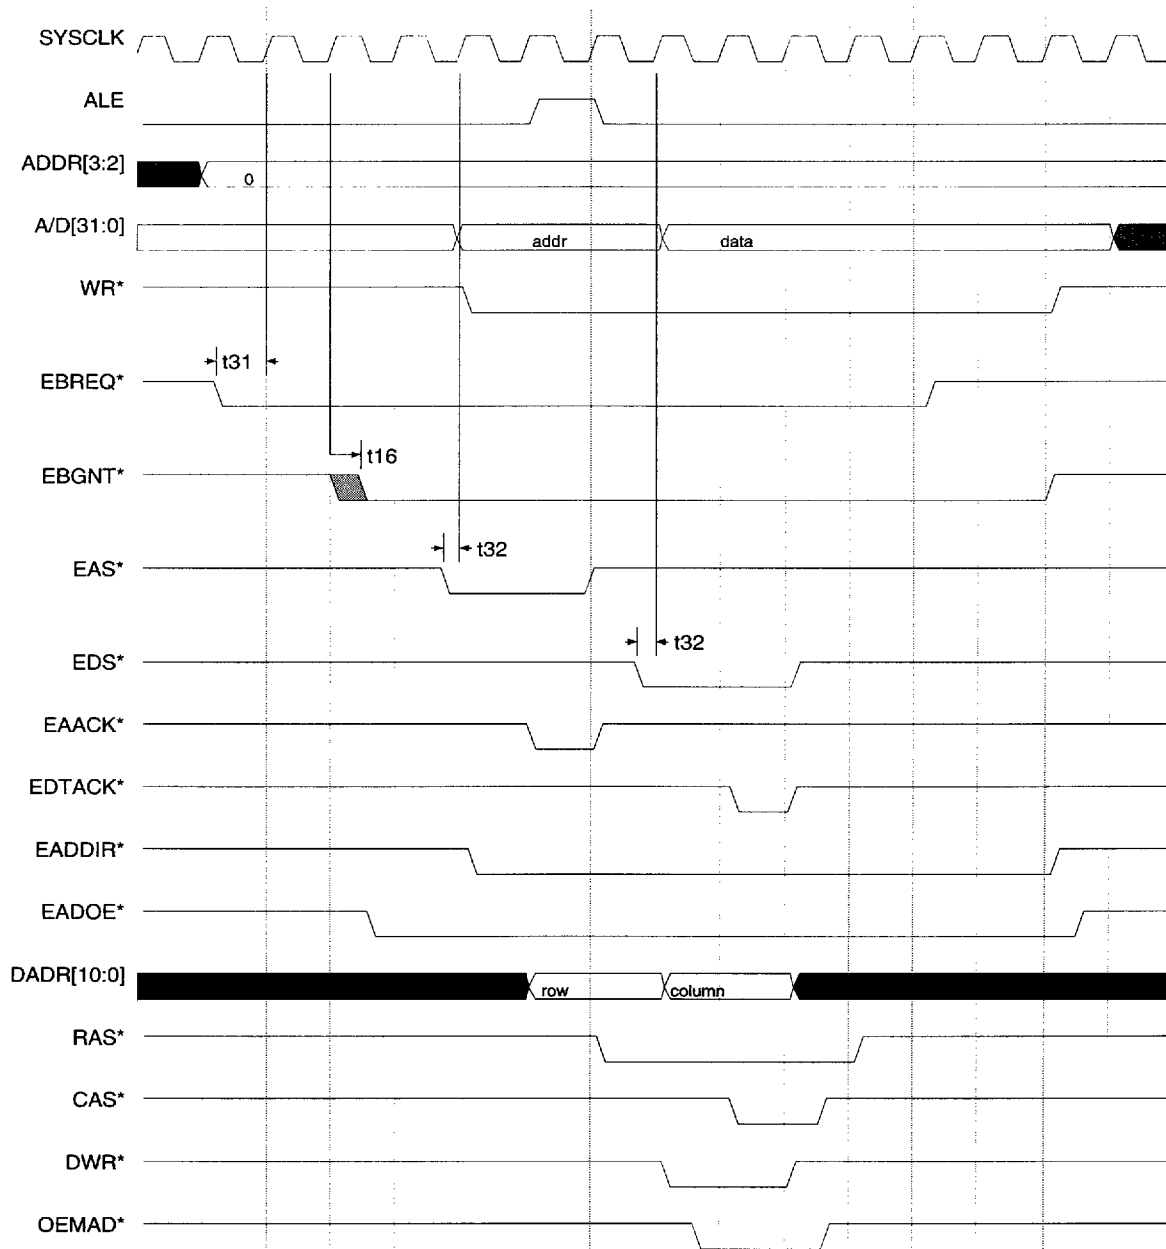 SYSCLK
ALE
ADDR[3:2]
0
A/D[31:0]
addr
data
WR*
t31
EBREQ*
t16
EBGNT*
t32
EAS*
t32
EDS*
EAACK*
EDTACK*
EADDIR*
EADOE*
DADR[10:0]
row
column
RAS*
CAS*
DWR*
OEMAD*